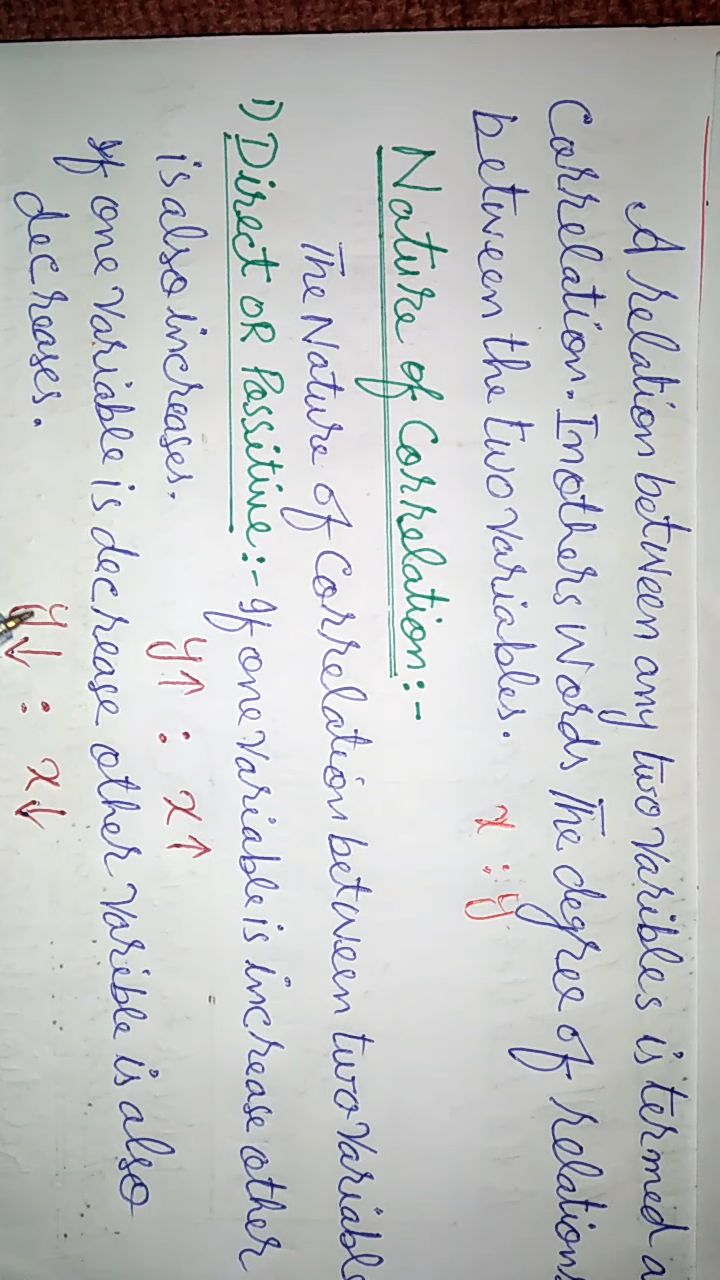 A relation between any two varibles is termed a
Correlation. In others words The degree of relation
between the two variables.
x : y
Nature of Correlation:-
The Nature of Correlation between two variabl
1) Direct OR Possitive:- If one variable is increase other
is also increases.
y↑ : x↑
If one variable is decrease other varible is also
decreases.
y↓ : x↓